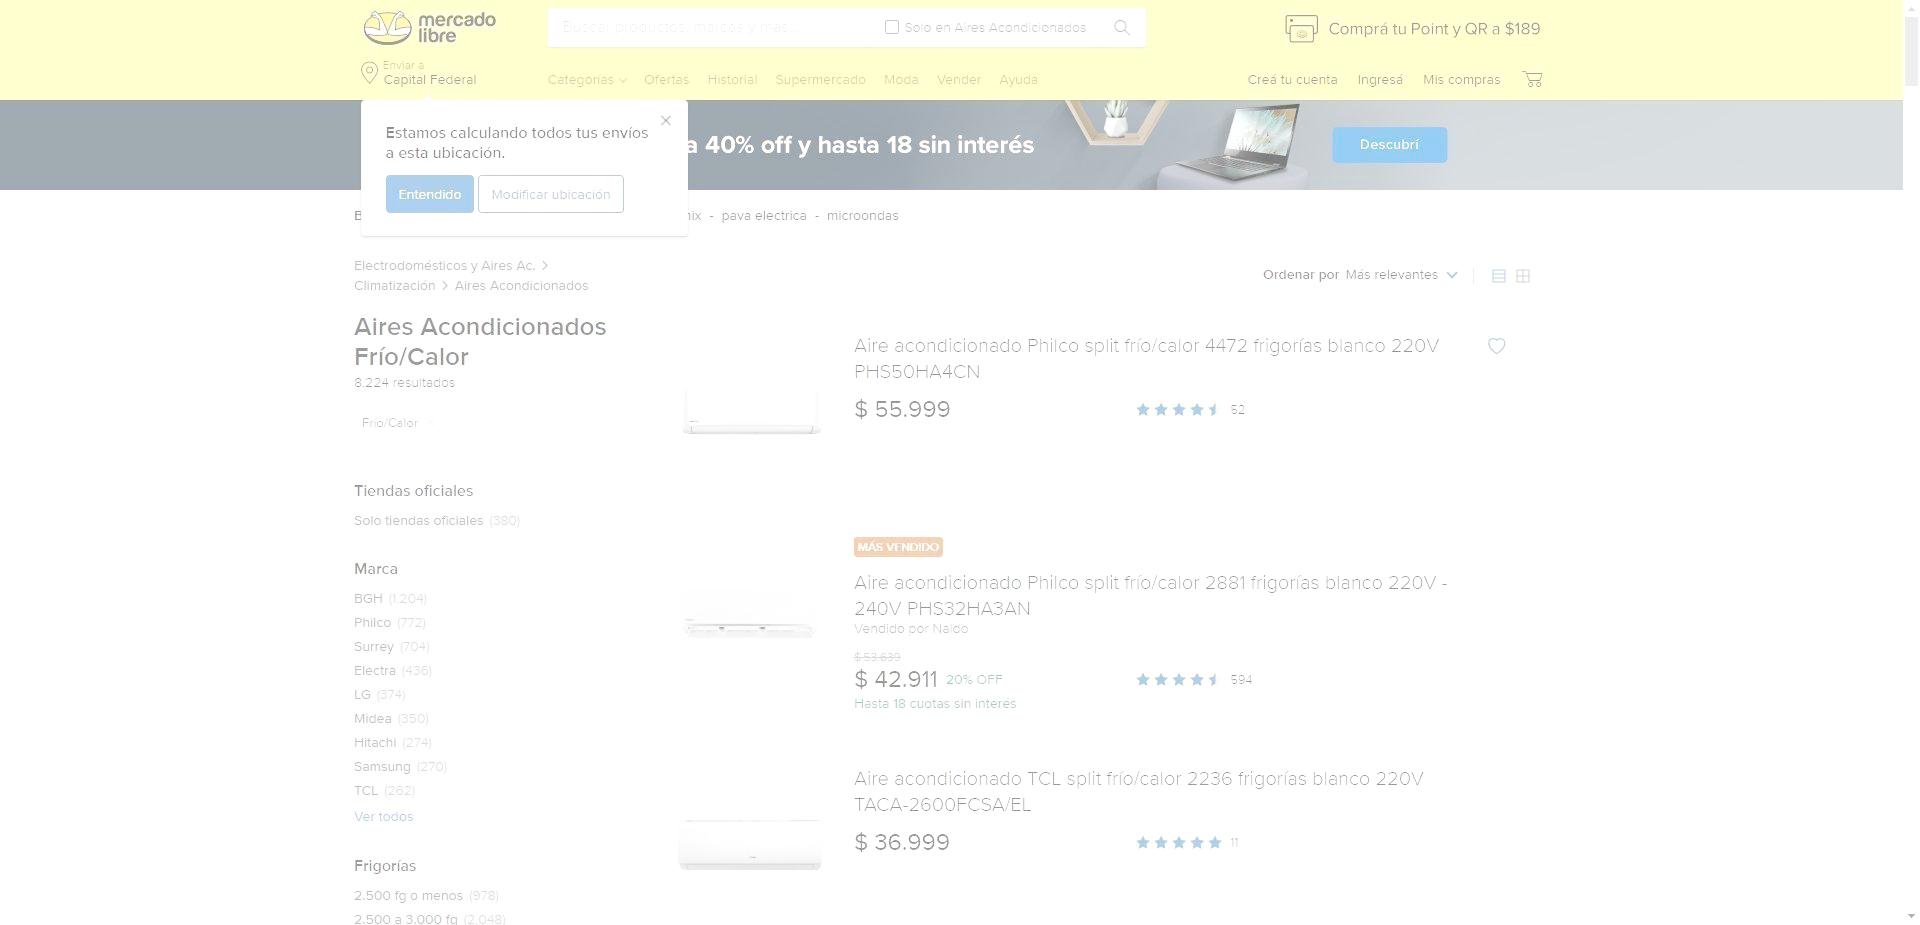 mercado
libre
Buscar productos, marcas y más...
Solo en Aires Acondicionados
Comprá tu Point y QR a $189
Enviar a
Capital Federal
Categorías
Ofertas
Historial
Supermercado
Moda
Vender
Ayuda
Creá tu cuenta
Ingresá
Mis compras
Estamos calculando todos tus envíos
a esta ubicación.
Entendido
Modificar ubicación
a 40% off y hasta 18 sin interés
Descubrí
- pava electrica - microondas
Electrodomésticos y Aires Ac. >
Climatización > Aires Acondicionados
Ordenar por Más relevantes
Aires Acondicionados
Frío/Calor
8.224 resultados
Frío/Calor
Tiendas oficiales
Solo tiendas oficiales (380)
Marca
BGH (1.204)
Philco (772)
Surrey (704)
Electra (436)
LG (374)
Midea (350)
Hitachi (274)
Samsung (270)
TCL (262)
Ver todos
Frigorías
2.500 fg o menos (978)
2.500 a 3.000 fg (2.048)
Aire acondicionado Philco split frío/calor 4472 frigorías blanco 220V
PHS50HA4CN
$ 55.999
52
MÁS VENDIDO
Aire acondicionado Philco split frío/calor 2881 frigorías blanco 220V -
240V PHS32HA3AN
Vendido por Naldo
$ 53.639
$ 42.911 20% OFF
594
Hasta 18 cuotas sin interés
Aire acondicionado TCL split frío/calor 2236 frigorías blanco 220V
TACA-2600FCSA/EL
$ 36.999
11